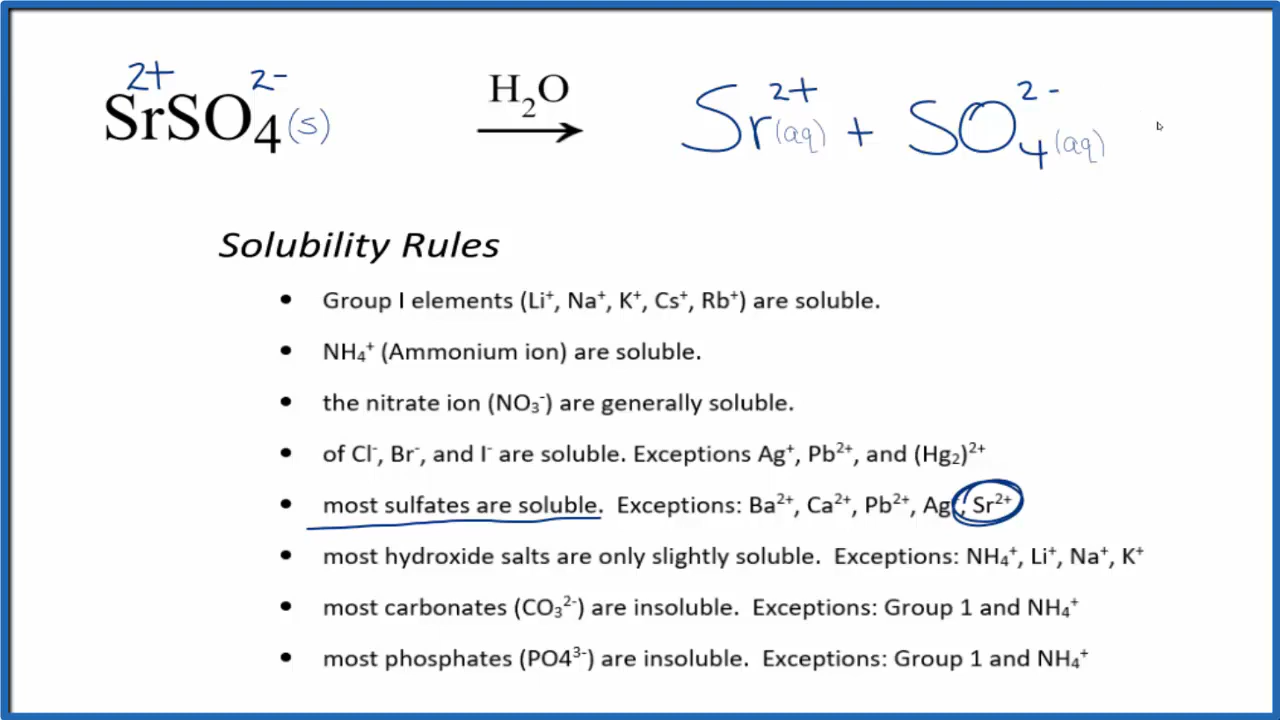 2+ 2- H₂O 2+ 2-
SrSO₄(s) → Sr(aq) + SO₄(aq)
Solubility Rules
• Group I elements (Li⁺, Na⁺, K⁺, Cs⁺, Rb⁺) are soluble.
• NH₄⁺ (Ammonium ion) are soluble.
• the nitrate ion (NO₃⁻) are generally soluble.
• of Cl⁻, Br⁻, and I⁻ are soluble. Exceptions Ag⁺, Pb²⁺, and (Hg₂)²⁺
• most sulfates are soluble. Exceptions: Ba²⁺, Ca²⁺, Pb²⁺, Ag⁺, Sr²⁺
• most hydroxide salts are only slightly soluble. Exceptions: NH₄⁺, Li⁺, Na⁺, K⁺
• most carbonates (CO₃²⁻) are insoluble. Exceptions: Group 1 and NH₄⁺
• most phosphates (PO4³⁻) are insoluble. Exceptions: Group 1 and NH₄⁺